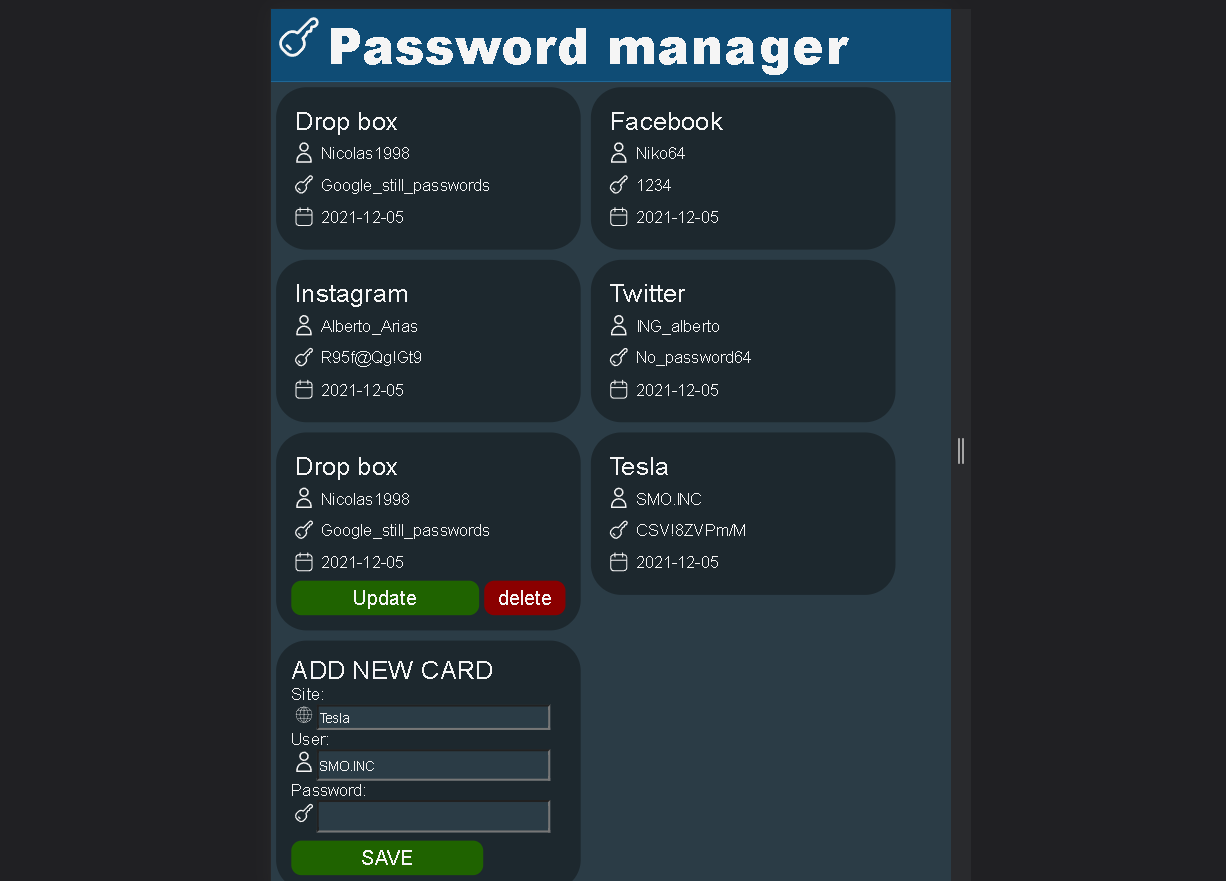 Password manager
Drop box
Nicolas1998
Google_still_passwords
2021-12-05
Facebook
Niko64
1234
2021-12-05
Instagram
Alberto_Arias
R95f@Qg!Gt9
2021-12-05
Twitter
ING_alberto
No_password64
2021-12-05
Drop box
Nicolas1998
Google_still_passwords
2021-12-05
Update
delete
Tesla
SMO.INC
CSV!8ZVPm/M
2021-12-05
ADD NEW CARD
Site:
Tesla
User:
SMO.INC
Password:
SAVE